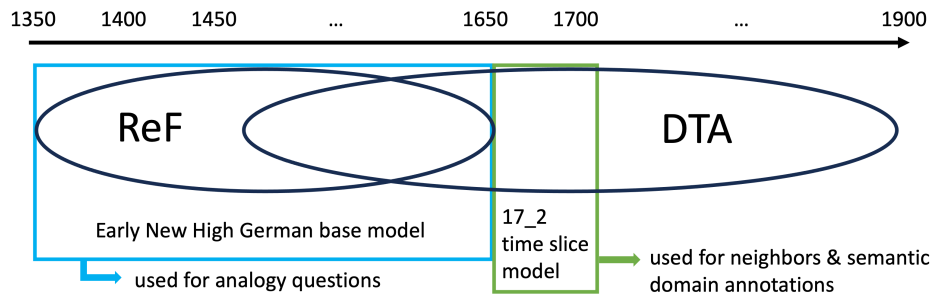 1350 1400 1450 ... 1650 1700 ... 1900
ReF
DTA
Early New High German base model
17_2
time slice
model
used for analogy questions
used for neighbors & semantic
domain annotations